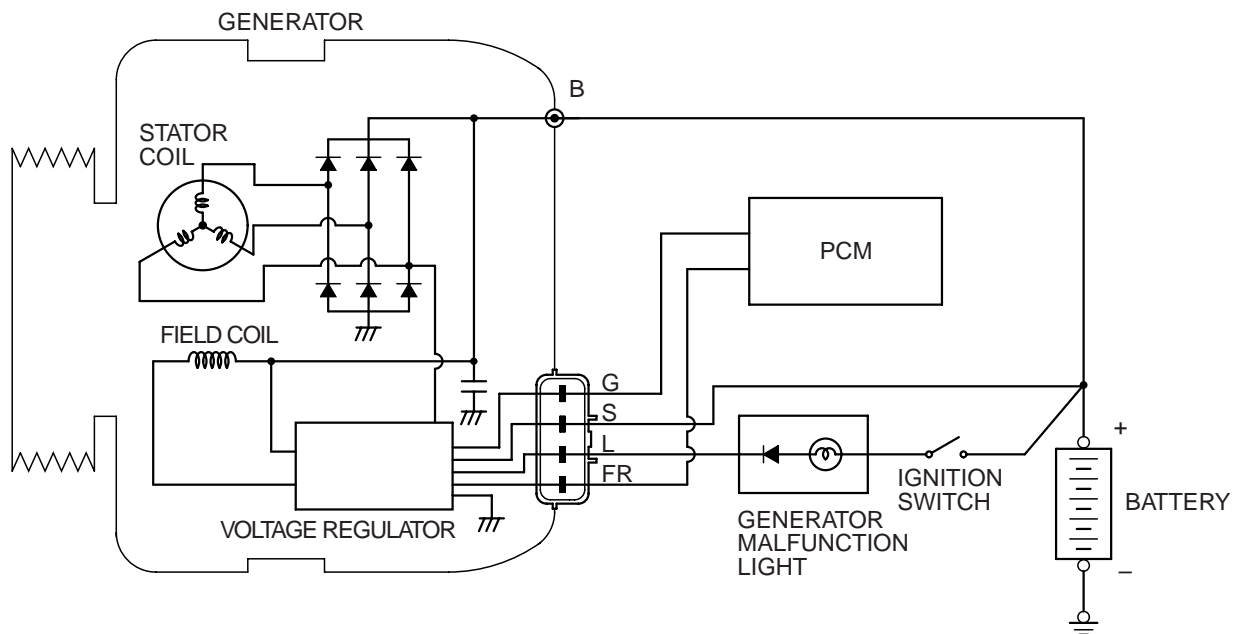 GENERATOR
B
STATOR
COIL
PCM
FIELD COIL
G
S
L
FR
VOLTAGE REGULATOR
GENERATOR
MALFUNCTION
LIGHT
IGNITION
SWITCH
+
BATTERY
–